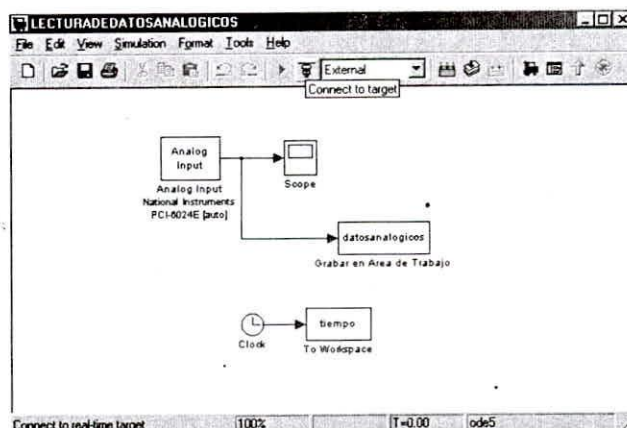 LECTURADEDATOSANALOGICOS
File Edit View Simulation Format Tools Help
External
Connect to target
Analog
Input
Analog Input
National Instruments
PCI-6024E [auto]
Scope
datosanalogicos
Grabar en Area de Trabajo
Clock
tiempo
To Workspace
Connect to real-time target 100% T=0.00 ode5